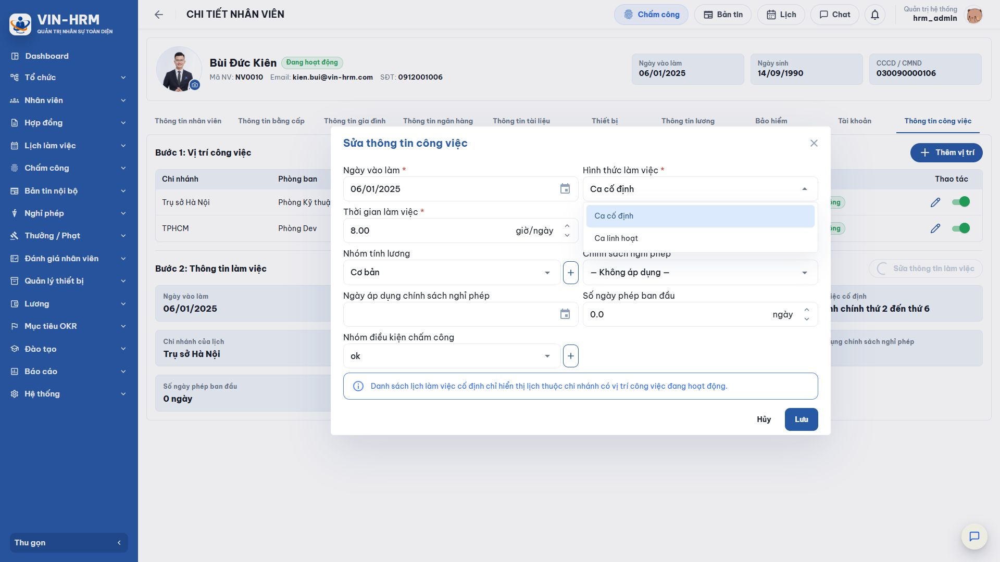 VIN-HRM
QUẢN TRỊ NHÂN SỰ TOÀN DIỆN
Dashboard
Tổ chức
Nhân viên
Hợp đồng
Lịch làm việc
Chấm công
Bản tin nội bộ
Nghỉ phép
Thưởng / Phạt
Đánh giá nhân viên
Quản lý thiết bị
Lương
Mục tiêu OKR
Đào tạo
Báo cáo
Hệ thống
Thu gọn
CHI TIẾT NHÂN VIÊN
Chấm công
Bản tin
Lịch
Chat
Quản trị hệ thống
hrm_admin
Bùi Đức Kiên Đang hoạt động
Mã NV: NV0010 Email: kien.bui@vin-hrm.com SĐT: 0912001006
Ngày vào làm
06/01/2025
Ngày sinh
14/09/1990
CCCD / CMND
030090000106
Thông tin nhân viên
Thông tin bằng cấp
Thông tin gia đình
Thông tin ngân hàng
Thông tin tài liệu
Thiết bị
Thông tin lương
Bảo hiểm
Tài khoản
Thông tin công việc
Bước 1: Vị trí công việc
Thêm vị trí
Chi nhánh Phòng ban Thao tác
Trụ sở Hà Nội Phòng Kỹ thuậ ông
TPHCM Phòng Dev ông
Bước 2: Thông tin làm việc
Sửa thông tin làm việc
Ngày vào làm
06/01/2025
iệc cố định
nh chính thứ 2 đến thứ 6
Chi nhánh của lịch
Trụ sở Hà Nội
ụng chính sách nghỉ phép
Số ngày phép ban đầu
0 ngày
Sửa thông tin công việc
Ngày vào làm *
06/01/2025
Hình thức làm việc *
Ca cố định
Ca cố định
Ca linh hoạt
Thời gian làm việc *
8.00 giờ/ngày
Nhóm tính lương
Cơ bản
Chính sách nghỉ phép
— Không áp dụng —
Ngày áp dụng chính sách nghỉ phép
Số ngày phép ban đầu
0.0 ngày
Nhóm điều kiện chấm công
ok
Danh sách lịch làm việc cố định chỉ hiển thị lịch thuộc chi nhánh có vị trí công việc đang hoạt động.
Hủy
Lưu